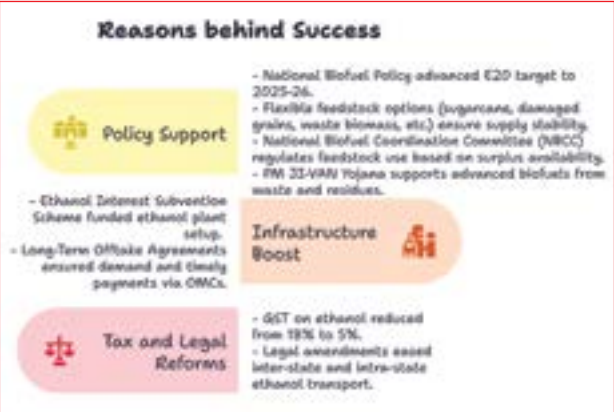 Reasons behind Success
Policy Support
- National Biofuel Policy advanced E20 target to
2025-26.
- Flexible feedstock options (sugarcane, damaged
grains, waste biomass, etc.) ensure supply stability.
- National Biofuel Coordination Committee (NBCC)
regulates feedstock use based on surplus availability.
- PM JI-VAN Yojana supports advanced biofuels from
waste and residues.
- Ethanol Interest Subvention
Scheme funded ethanol plant
setup.
- Long-Term Offtake Agreements
ensured demand and timely
payments via OMCs.
Infrastructure
Boost
Tax and Legal
Reforms
- GST on ethanol reduced
from 18% to 5%.
- Legal amendments eased
inter-state and intra-state
ethanol transport.